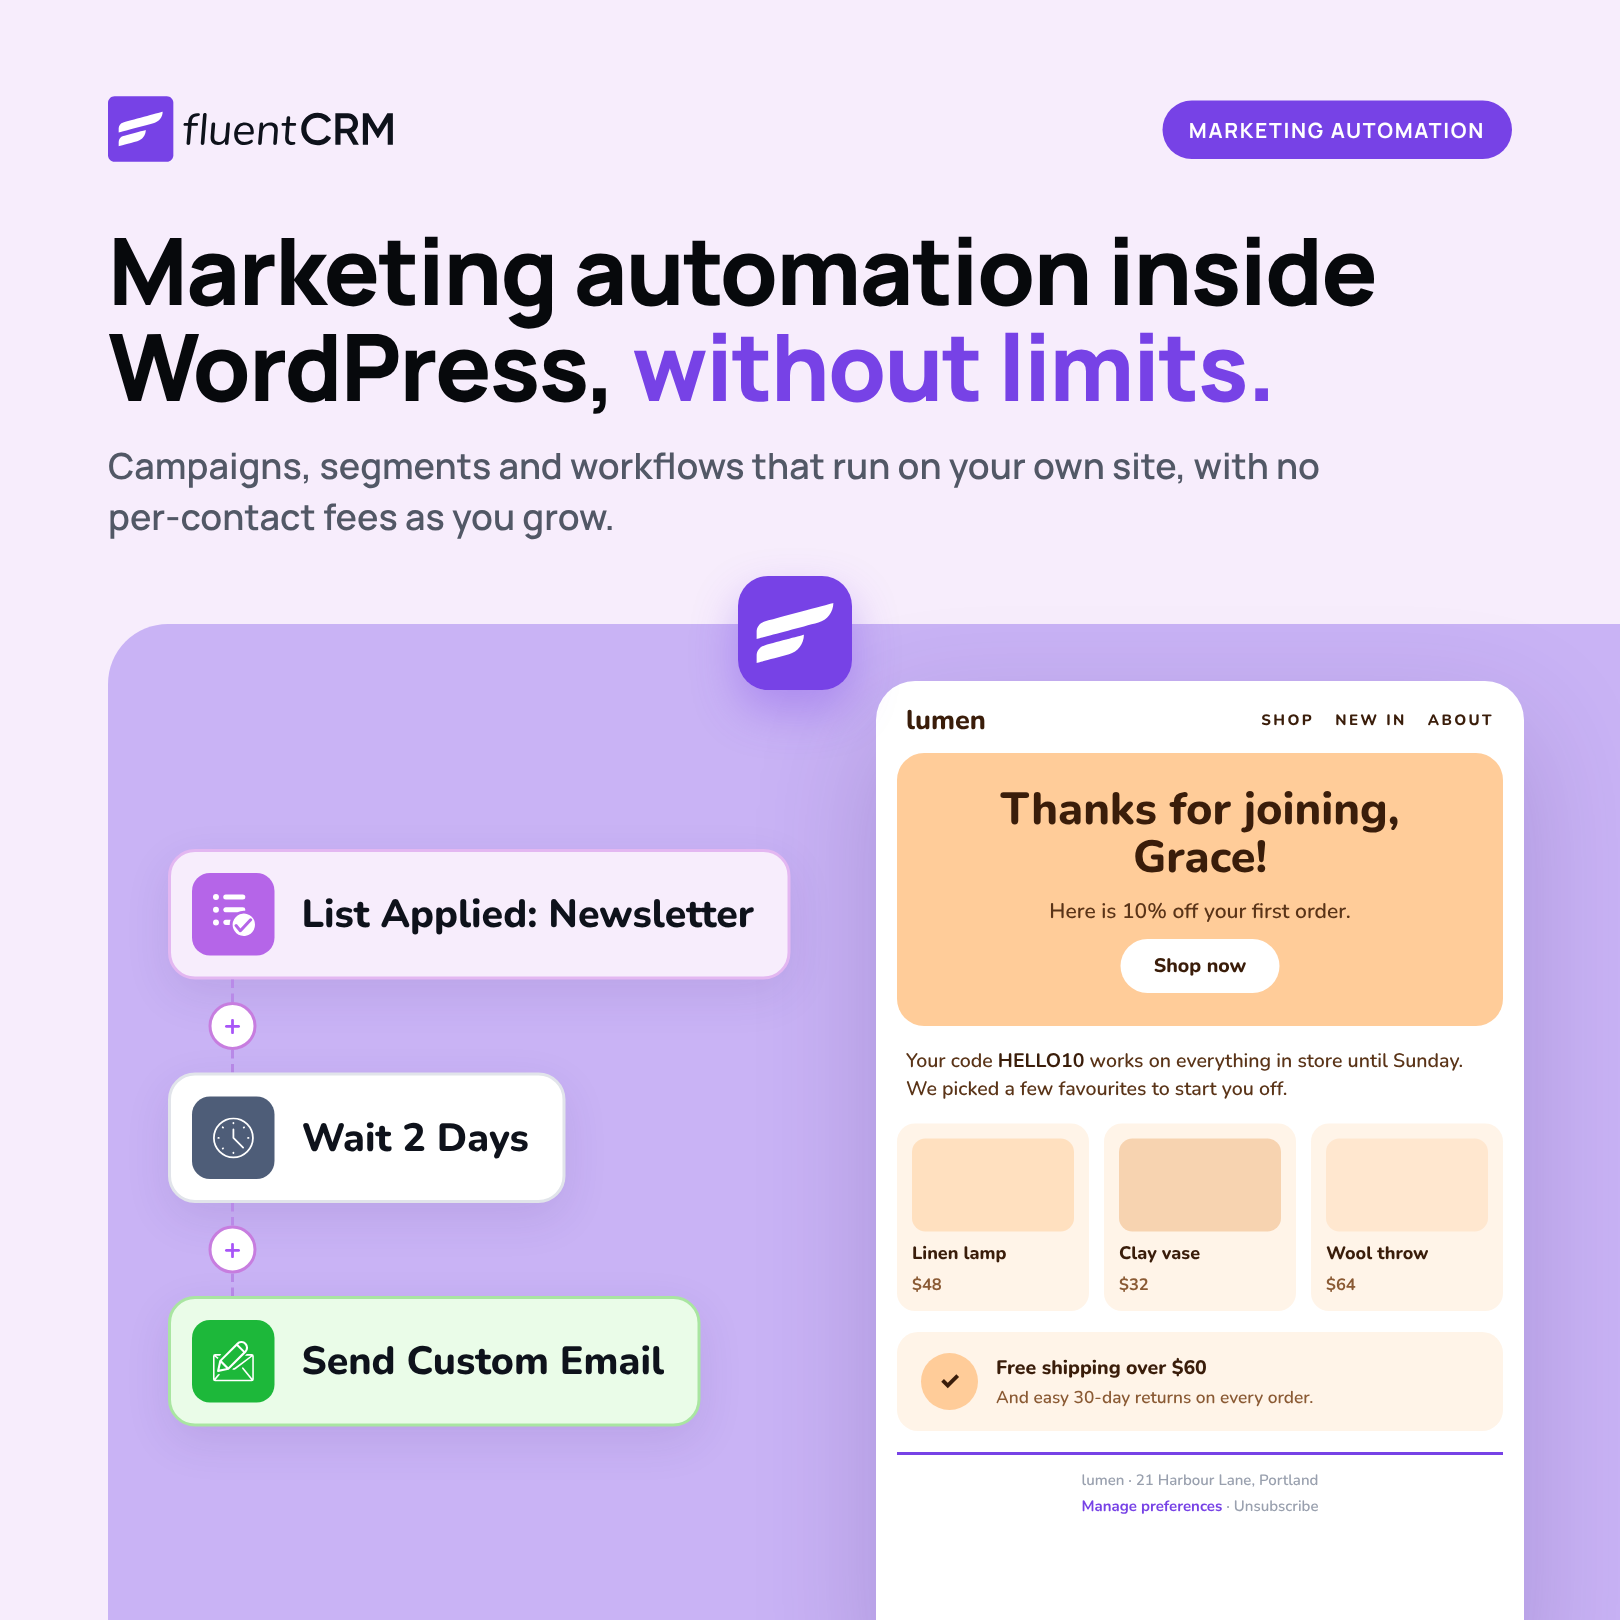 fluentCRM
MARKETING AUTOMATION
Marketing automation inside
WordPress, without limits.
Campaigns, segments and workflows that run on your own site, with no
per-contact fees as you grow.
List Applied: Newsletter
Wait 2 Days
Send Custom Email
lumen
SHOP NEW IN ABOUT
Thanks for joining,
Grace!
Here is 10% off your first order.
Shop now
Your code HELLO10 works on everything in store until Sunday.
We picked a few favourites to start you off.
Linen lamp
$48
Clay vase
$32
Wool throw
$64
Free shipping over $60
And easy 30-day returns on every order.
lumen · 21 Harbour Lane, Portland
Manage preferences · Unsubscribe